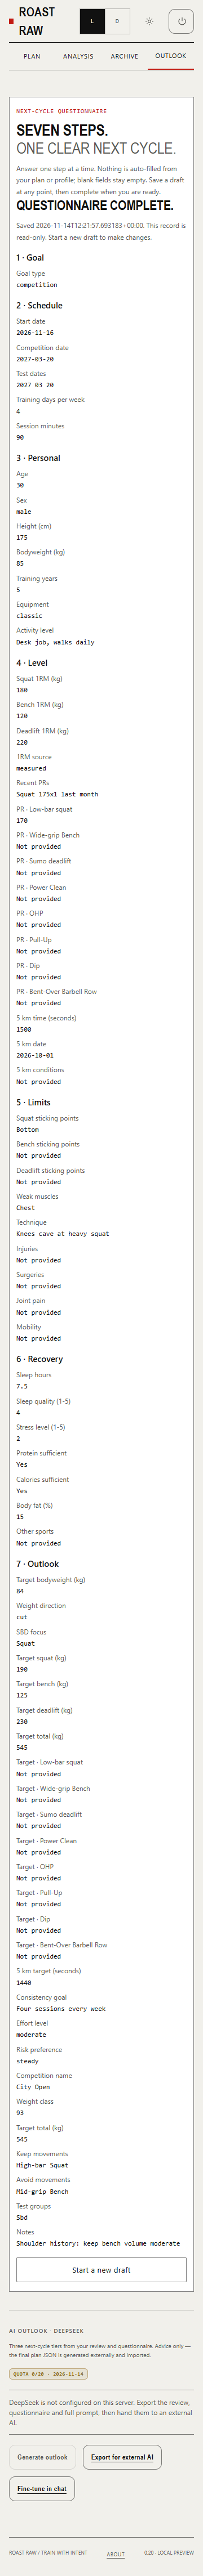 ROAST
RAW
L
D
PLAN
ANALYSIS
ARCHIVE
OUTLOOK
NEXT-CYCLE QUESTIONNAIRE
SEVEN STEPS.
ONE CLEAR NEXT CYCLE.
Answer one step at a time. Nothing is auto-filled from
your plan or profile; blank fields stay empty. Save a draft
at any point, then complete when you are ready.
QUESTIONNAIRE COMPLETE.
Saved 2026-11-14T12:21:57.693183+00:00. This record is
read-only. Start a new draft to make changes.
1 · Goal
Goal type
competition
2 · Schedule
Start date
2026-11-16
Competition date
2027-03-20
Test dates
2027 03 20
Training days per week
4
Session minutes
90
3 · Personal
Age
30
Sex
male
Height (cm)
175
Bodyweight (kg)
85
Training years
5
Equipment
classic
Activity level
Desk job, walks daily
4 · Level
Squat 1RM (kg)
180
Bench 1RM (kg)
120
Deadlift 1RM (kg)
220
1RM source
measured
Recent PRs
Squat 175x1 last month
PR · Low-bar squat
170
PR · Wide-grip Bench
Not provided
PR · Sumo deadlift
Not provided
PR · Power Clean
Not provided
PR · OHP
Not provided
PR · Pull-Up
Not provided
PR · Dip
Not provided
PR · Bent-Over Barbell Row
Not provided
5 km time (seconds)
1500
5 km date
2026-10-01
5 km conditions
Not provided
5 · Limits
Squat sticking points
Bottom
Bench sticking points
Not provided
Deadlift sticking points
Not provided
Weak muscles
Chest
Technique
Knees cave at heavy squat
Injuries
Not provided
Surgeries
Not provided
Joint pain
Not provided
Mobility
Not provided
6 · Recovery
Sleep hours
7.5
Sleep quality (1-5)
4
Stress level (1-5)
2
Protein sufficient
Yes
Calories sufficient
Yes
Body fat (%)
15
Other sports
Not provided
7 · Outlook
Target bodyweight (kg)
84
Weight direction
cut
SBD focus
Squat
Target squat (kg)
190
Target bench (kg)
125
Target deadlift (kg)
230
Target total (kg)
545
Target · Low-bar squat
Not provided
Target · Wide-grip Bench
Not provided
Target · Sumo deadlift
Not provided
Target · Power Clean
Not provided
Target · OHP
Not provided
Target · Pull-Up
Not provided
Target · Dip
Not provided
Target · Bent-Over Barbell Row
Not provided
5 km target (seconds)
1440
Consistency goal
Four sessions every week
Effort level
moderate
Risk preference
steady
Competition name
City Open
Weight class
93
Target total (kg)
545
Keep movements
High-bar Squat
Avoid movements
Mid-grip Bench
Test groups
Sbd
Notes
Shoulder history: keep bench volume moderate
Start a new draft
AI OUTLOOK · DEEPSEEK
Three next-cycle tiers from your review and questionnaire. Advice only —
the final plan JSON is generated externally and imported.
QUOTA 0/20 · 2026-11-14
DeepSeek is not configured on this server. Export the review,
questionnaire and full prompt, then hand them to an external
AI.
Generate outlook
Export for external AI
Fine-tune in chat
ROAST RAW / TRAIN WITH INTENT
ABOUT
0.20 · LOCAL PREVIEW